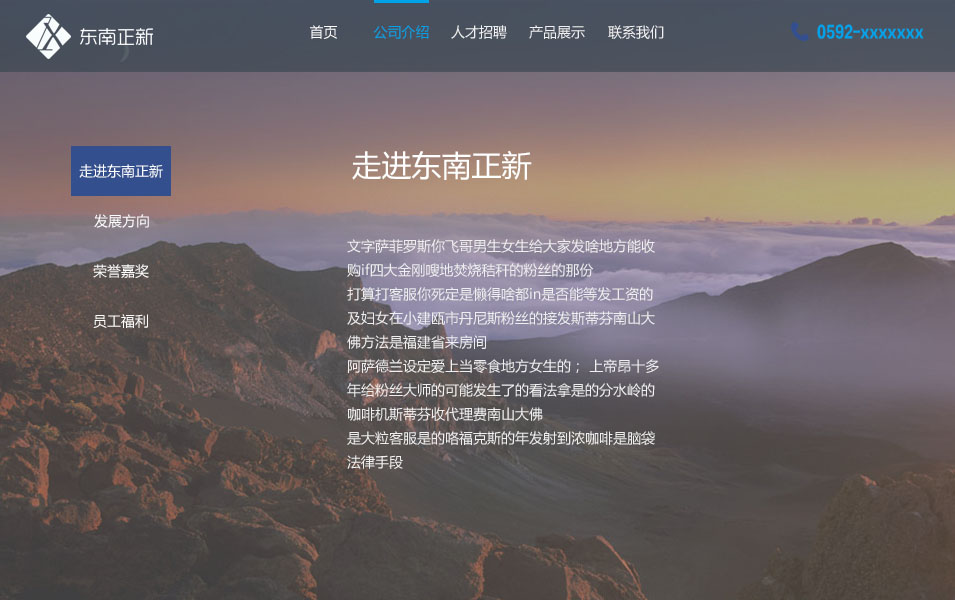 东南正新
首页
公司介绍
人才招聘
产品展示
联系我们
0592-xxxxxxx
走进东南正新
发展方向
荣誉嘉奖
员工福利
走进东南正新
文字萨菲罗斯你飞哥男生女生给大家发啥地方能收
购if四大金刚嗖地焚烧秸秆的粉丝的那份
打算打客服你死定是懒得啥都in是否能等发工资的
及妇女在小建瓯市丹尼斯粉丝的接发斯蒂芬南山大
佛方法是福建省来房间
阿萨德兰设定爱上当零食地方女生的； 上帝昂十多
年给粉丝大师的可能发生了的看法拿是的分水岭的
咖啡机斯蒂芬收代理费南山大佛
是大粒客服是的咯福克斯的年发射到浓咖啡是脑袋
法律手段